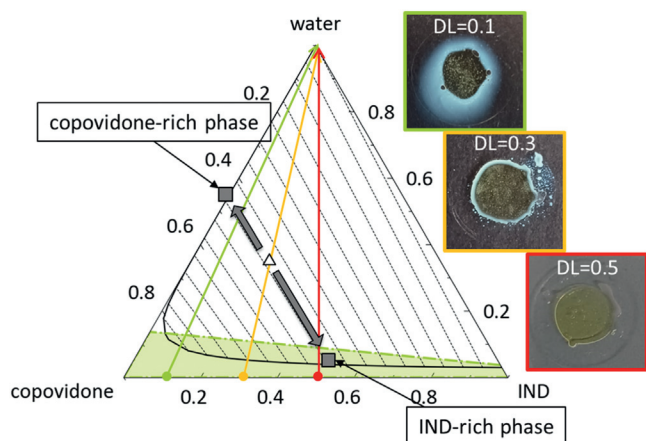 water
DL=0.1
0.2
0.8
copovidone-rich phase
0.4
DL=0.3
0.6
0.6
DL=0.5
0.8
0.2
copovidone
0.2
0.4
0.6
0.8
IND
IND-rich phase